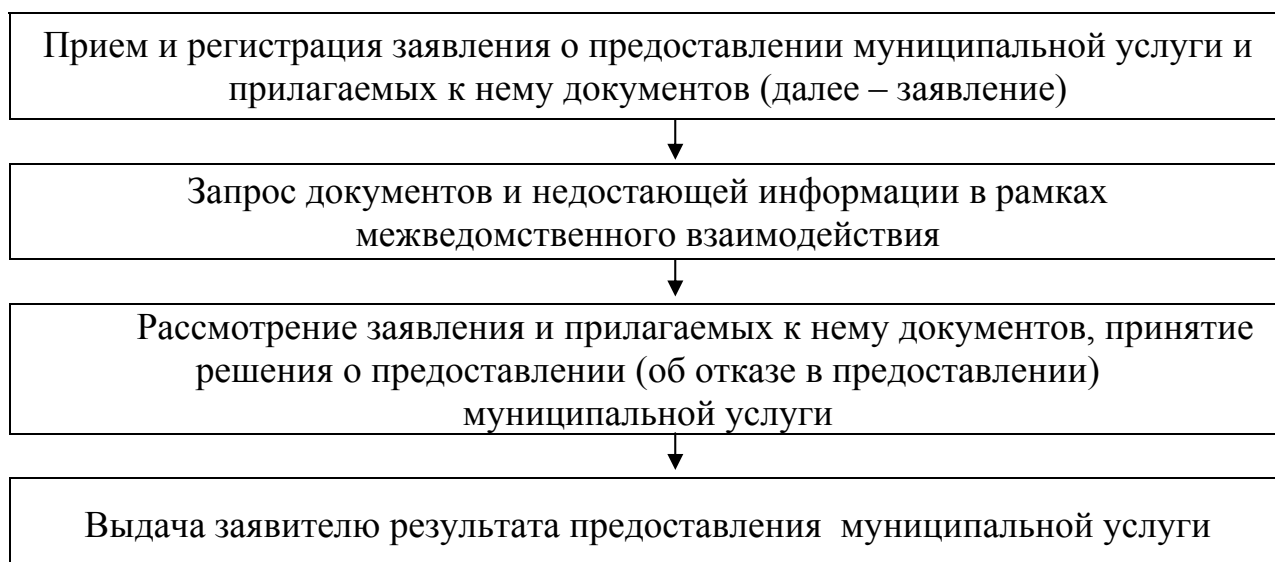 Прием и регистрация заявления о предоставлении муниципальной услуги и
прилагаемых к нему документов (далее – заявление)
Запрос документов и недостающей информации в рамках
межведомственного взаимодействия
Рассмотрение заявления и прилагаемых к нему документов, принятие
решения о предоставлении (об отказе в предоставлении)
муниципальной услуги
Выдача заявителю результата предоставления  муниципальной услуги